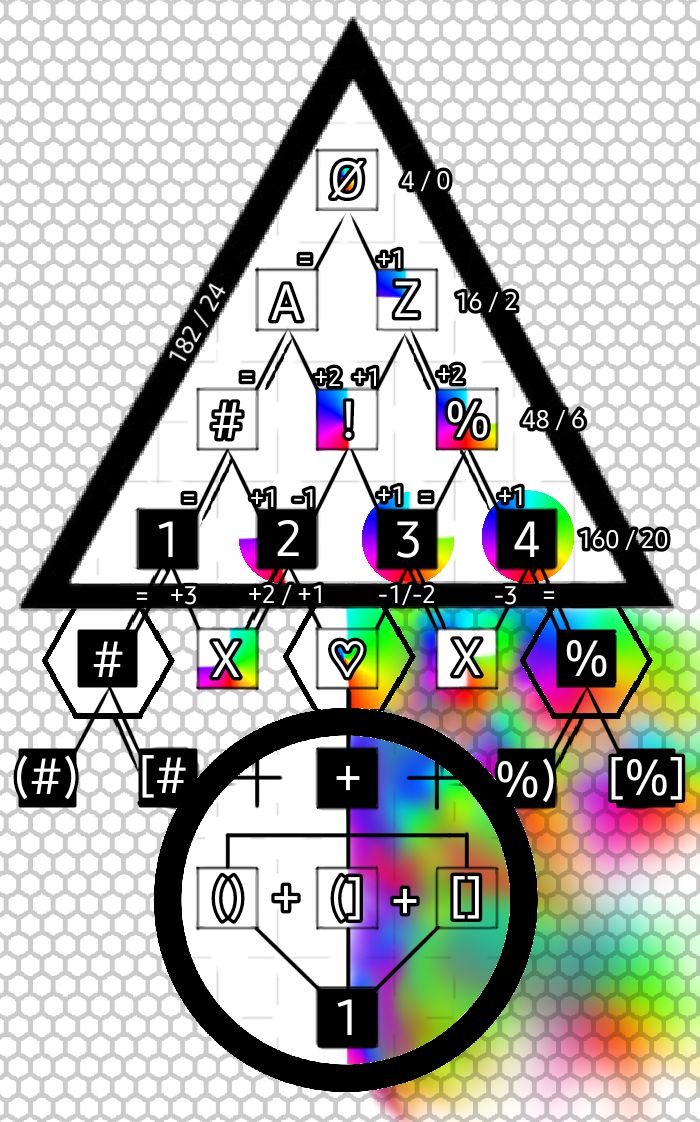 Ø 4/0
= +1
A Z 16/2
182/24
= +2 +1 +2
# ! % 48/6
= +1 -1 +1 = +1
1 2 3 4 160/20
= +3 +2/+1 -1/-2 -3 =
# X ♡ X %
(#) [# + + + %) [%]
() + (] + []
1